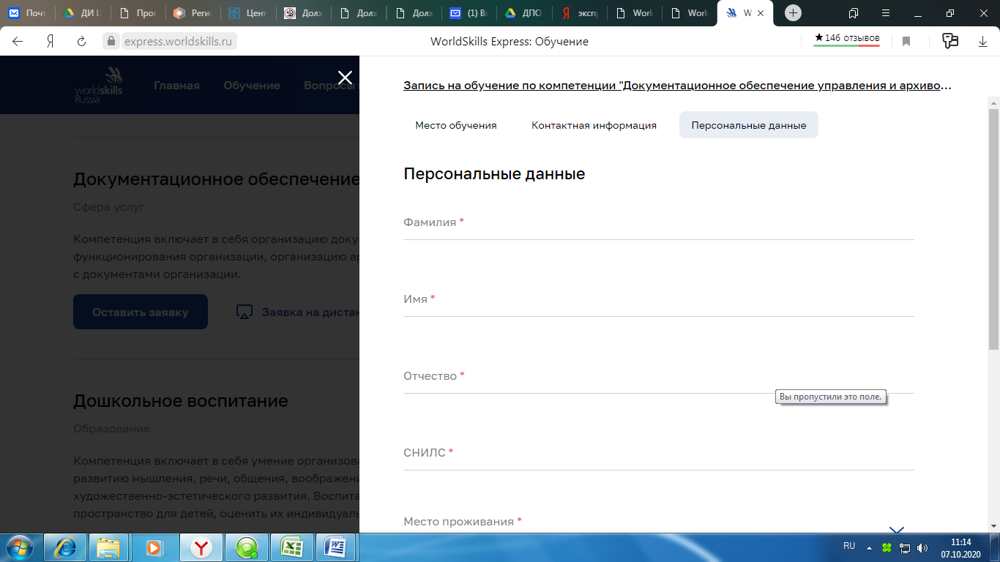 Почт
ДИ Ц
Прог
Реги
Цент
Долж
Долж
Долж
(1) Вх
ДПО
эксп
World
World
W
express.worldskills.ru
WorldSkills Express: Обучение
★146 отзывов
worldskills
Russia
Главная
Обучение
Вопросы
Запись на обучение по компетенции "Документационное обеспечение управления и архиво...
Место обучения
Контактная информация
Персональные данные
Документационное обеспечение
Сфера услуг
Компетенция включает в себя организацию доку
функционирования организации, организацию ар
с документами организации.
Оставить заявку
Заявка на дистан
Дошкольное воспитание
Образование
Компетенция включает в себя умение организова
развитию мышления, речи, общения, воображени
художественно-эстетического развития. Воспита
пространство для детей, оценить их индивидуаль
Персональные данные
Фамилия *
Имя *
Отчество *
Вы пропустили это поле.
СНИЛС *
Место проживания *
RU
11:14
07.10.2020